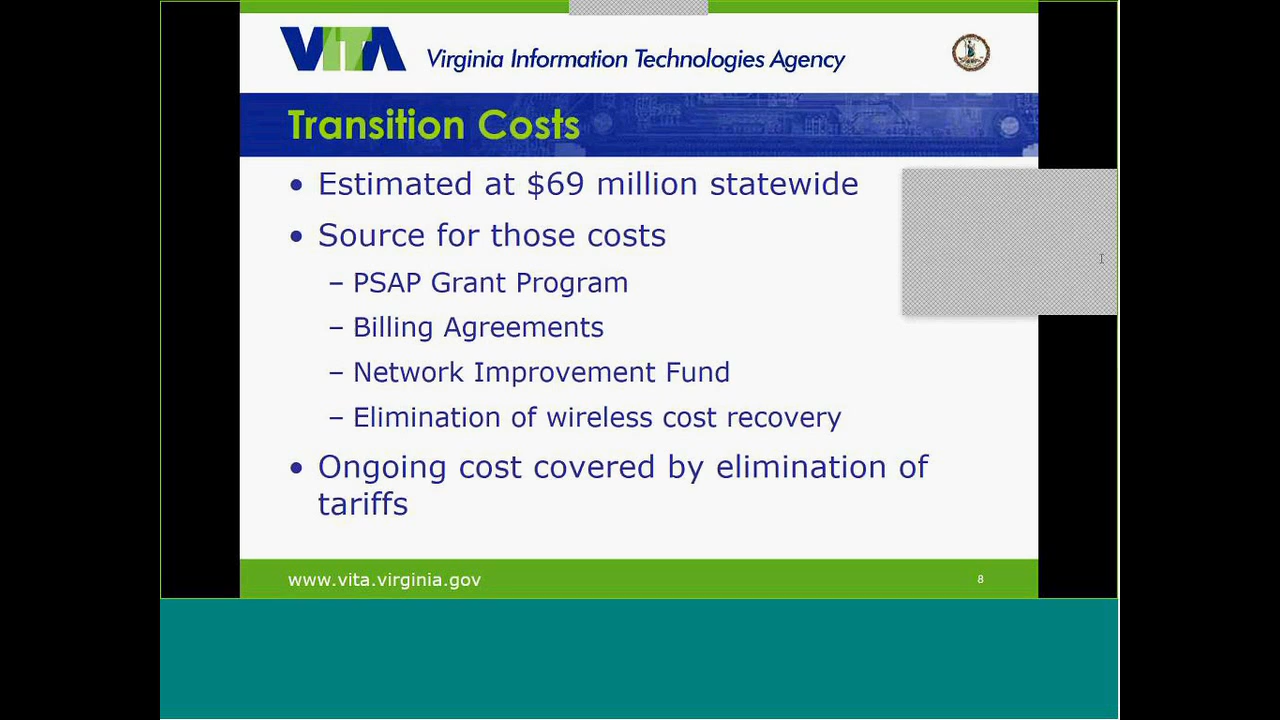 VITA Virginia Information Technologies Agency
Transition Costs
• Estimated at $69 million statewide
• Source for those costs
– PSAP Grant Program
– Billing Agreements
– Network Improvement Fund
– Elimination of wireless cost recovery
• Ongoing cost covered by elimination of
tariffs
www.vita.virginia.gov 8